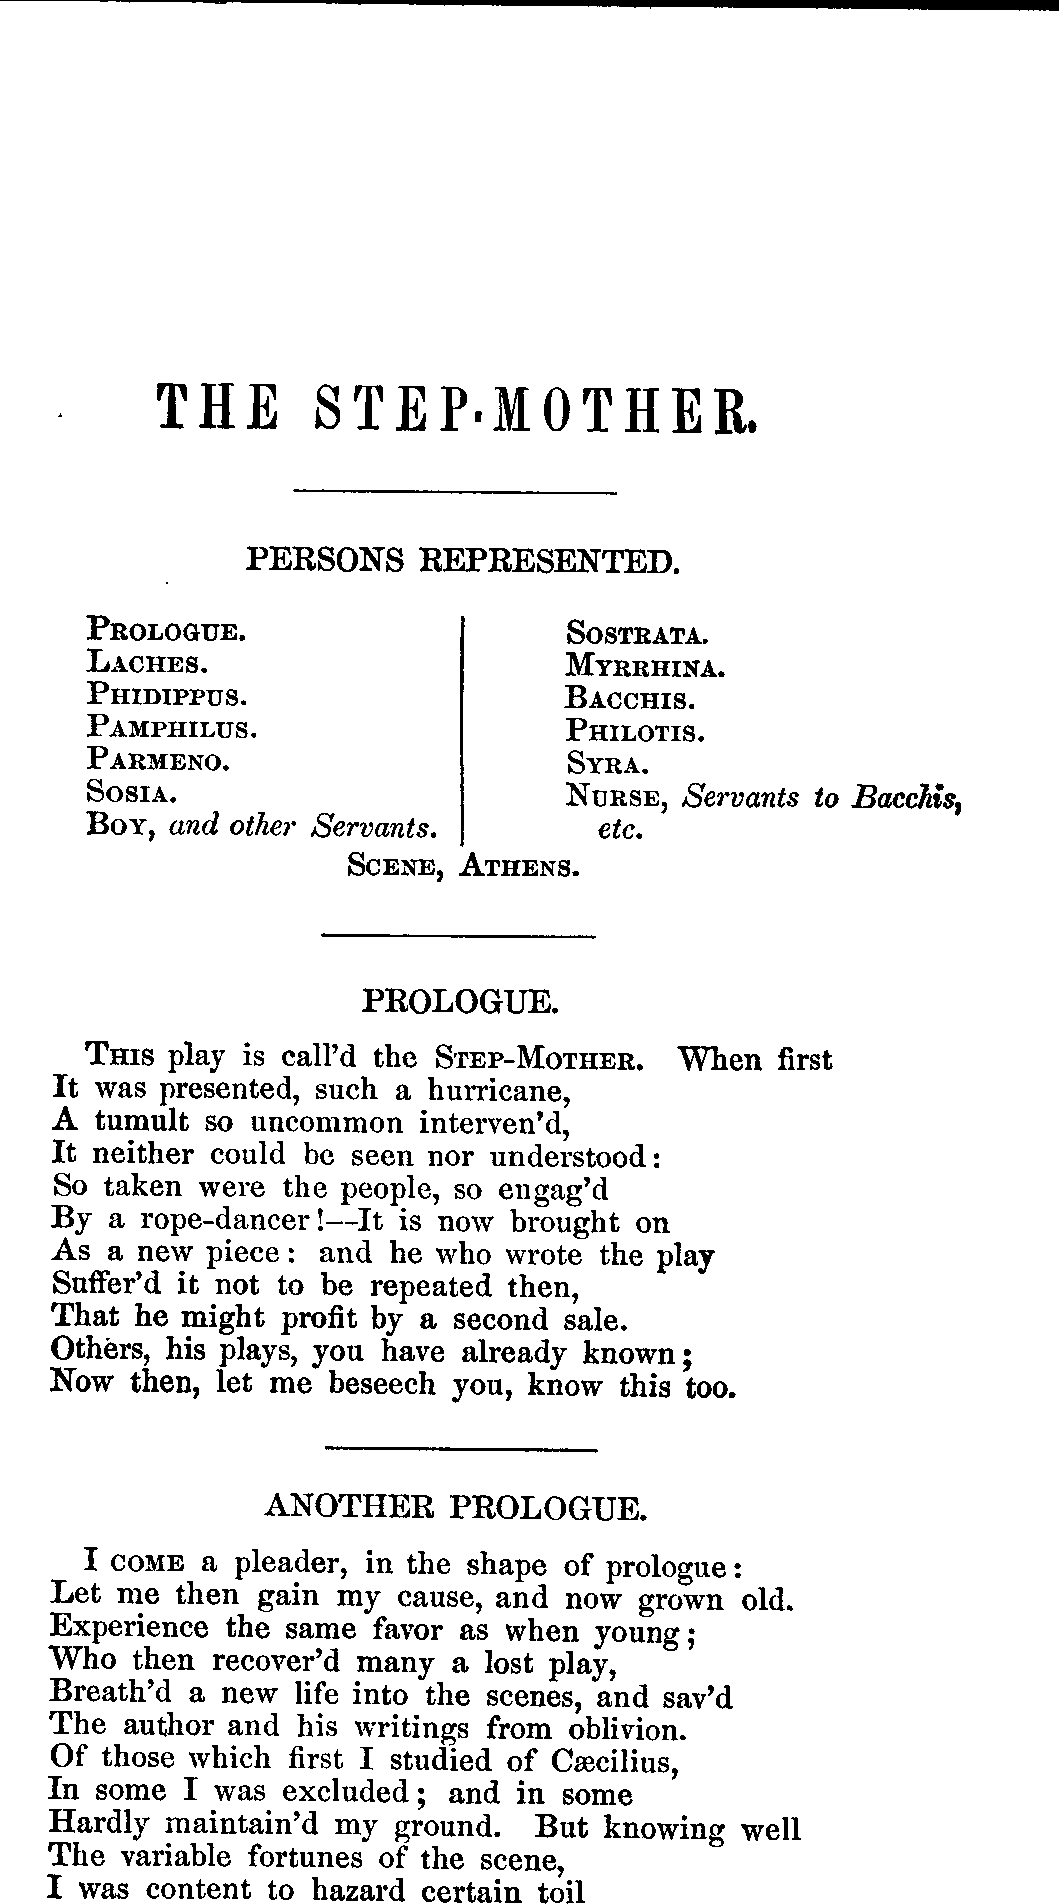 THE STEP-MOTHER.
PERSONS REPRESENTED.
PROLOGUE.
LACHES.
PHIDIPPUS.
PAMPHILUS.
PARMENO.
SOSIA.
BOY, and other Servants.
SOSTRATA.
MYRRHINA.
BACCHIS.
PHILOTIS.
SYRA.
NURSE, Servants to Bacchis,
etc.
SCENE, ATHENS.
PROLOGUE.
THIS play is call'd the STEP-MOTHER. When first
It was presented, such a hurricane,
A tumult so uncommon interven'd,
It neither could be seen nor understood:
So taken were the people, so engag'd
By a rope-dancer!—It is now brought on
As a new piece: and he who wrote the play
Suffer'd it not to be repeated then,
That he might profit by a second sale.
Others, his plays, you have already known;
Now then, let me beseech you, know this too.
ANOTHER PROLOGUE.
I COME a pleader, in the shape of prologue:
Let me then gain my cause, and now grown old.
Experience the same favor as when young;
Who then recover'd many a lost play,
Breath'd a new life into the scenes, and sav'd
The author and his writings from oblivion.
Of those which first I studied of Cæcilius,
In some I was excluded; and in some
Hardly maintain'd my ground. But knowing well
The variable fortunes of the scene,
I was content to hazard certain toil